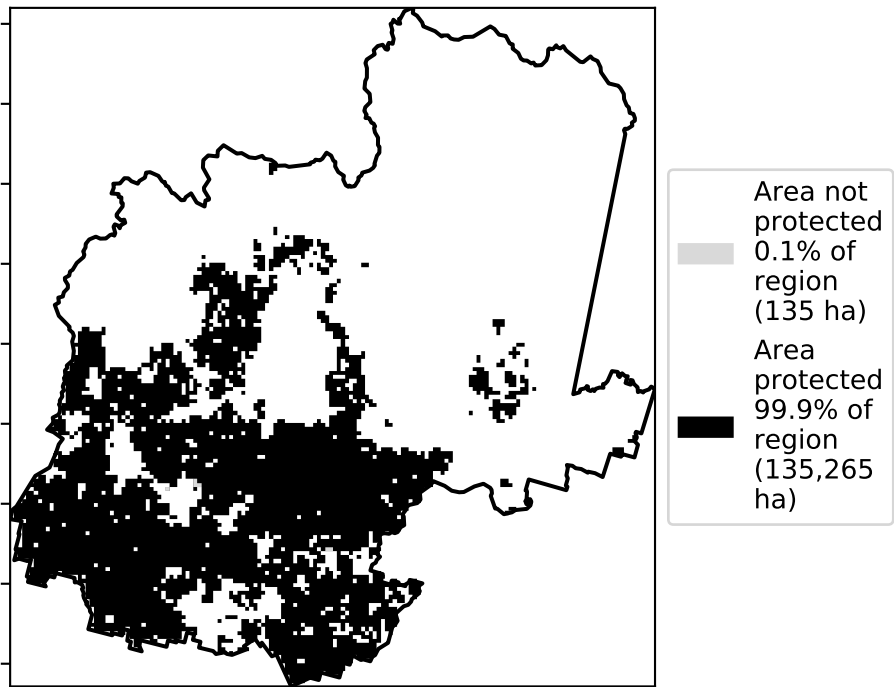 Area not
protected
0.1% of
region
(135 ha)
Area
protected
99.9% of
region
(135,265
ha)